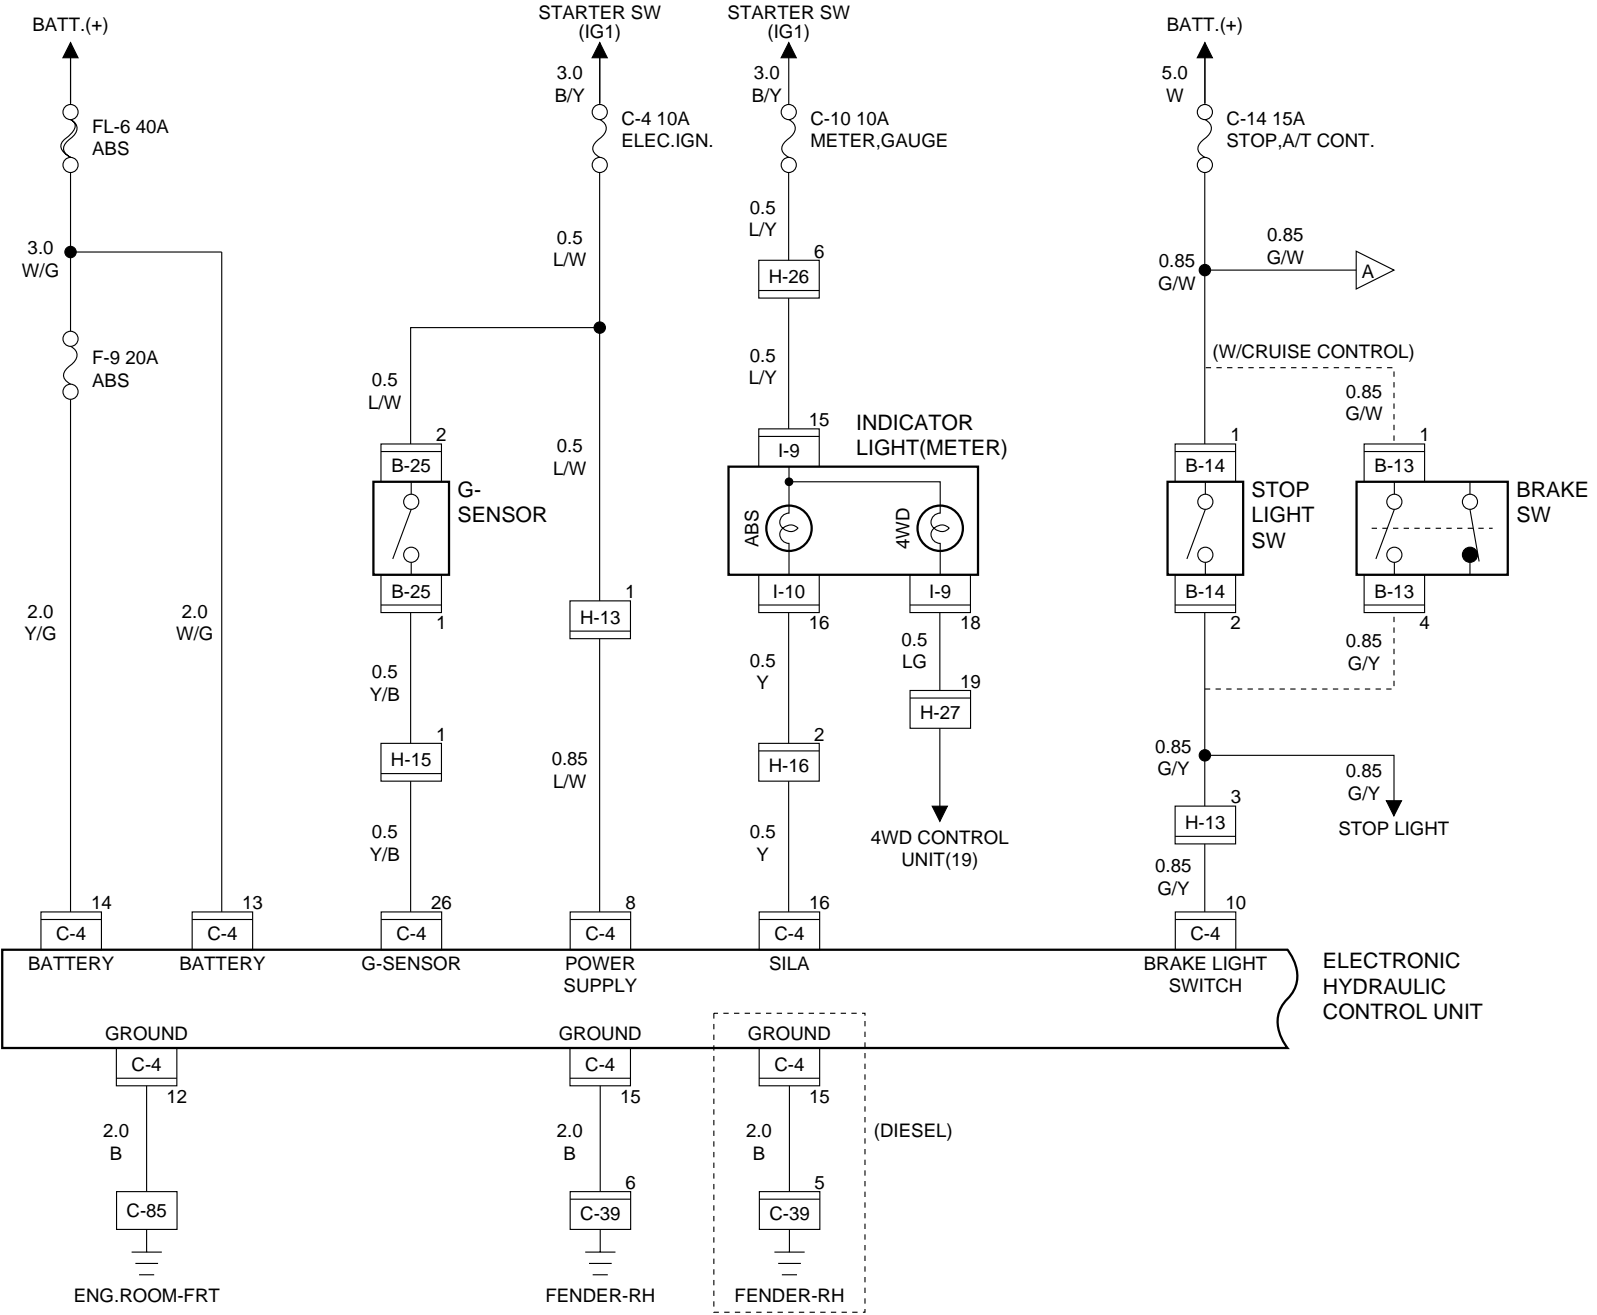 BATT.(+)
STARTER SW
(IG1)
STARTER SW
(IG1)
BATT.(+)
3.0
B/Y
3.0
B/Y
5.0
W
FL-6 40A
ABS
C-4 10A
ELEC.IGN.
C-10 10A
METER,GAUGE
C-14 15A
STOP,A/T CONT.
3.0
W/G
0.5
L/W
0.5
L/Y
6
H-26
0.85
G/W
0.85
G/W
A
F-9 20A
ABS
0.5
L/W
0.5
L/W
0.5
L/Y
(W/CRUISE CONTROL)
0.85
G/W
2
B-25
G-
SENSOR
B-25
1
15
I-9
INDICATOR
LIGHT(METER)
ABS
4WD
I-10
16
I-9
18
1
B-14
STOP
LIGHT
SW
B-14
2
1
B-13
BRAKE
SW
B-13
4
2.0
Y/G
2.0
W/G
1
H-13
0.5
Y/B
0.5
Y
0.5
LG
0.85
G/Y
19
H-27
1
H-15
0.85
L/W
2
H-16
0.85
G/Y
0.85
G/Y
3
H-13
STOP LIGHT
0.5
Y/B
0.5
Y
4WD CONTROL
UNIT(19)
0.85
G/Y
14
C-4
13
C-4
26
C-4
8
C-4
16
C-4
10
C-4
BATTERY
BATTERY
G-SENSOR
POWER
SUPPLY
SILA
BRAKE LIGHT
SWITCH
ELECTRONIC
HYDRAULIC
CONTROL UNIT
GROUND
GROUND
GROUND
C-4
12
C-4
15
C-4
15
2.0
B
2.0
B
2.0
B
(DIESEL)
C-85
6
C-39
5
C-39
ENG.ROOM-FRT
FENDER-RH
FENDER-RH